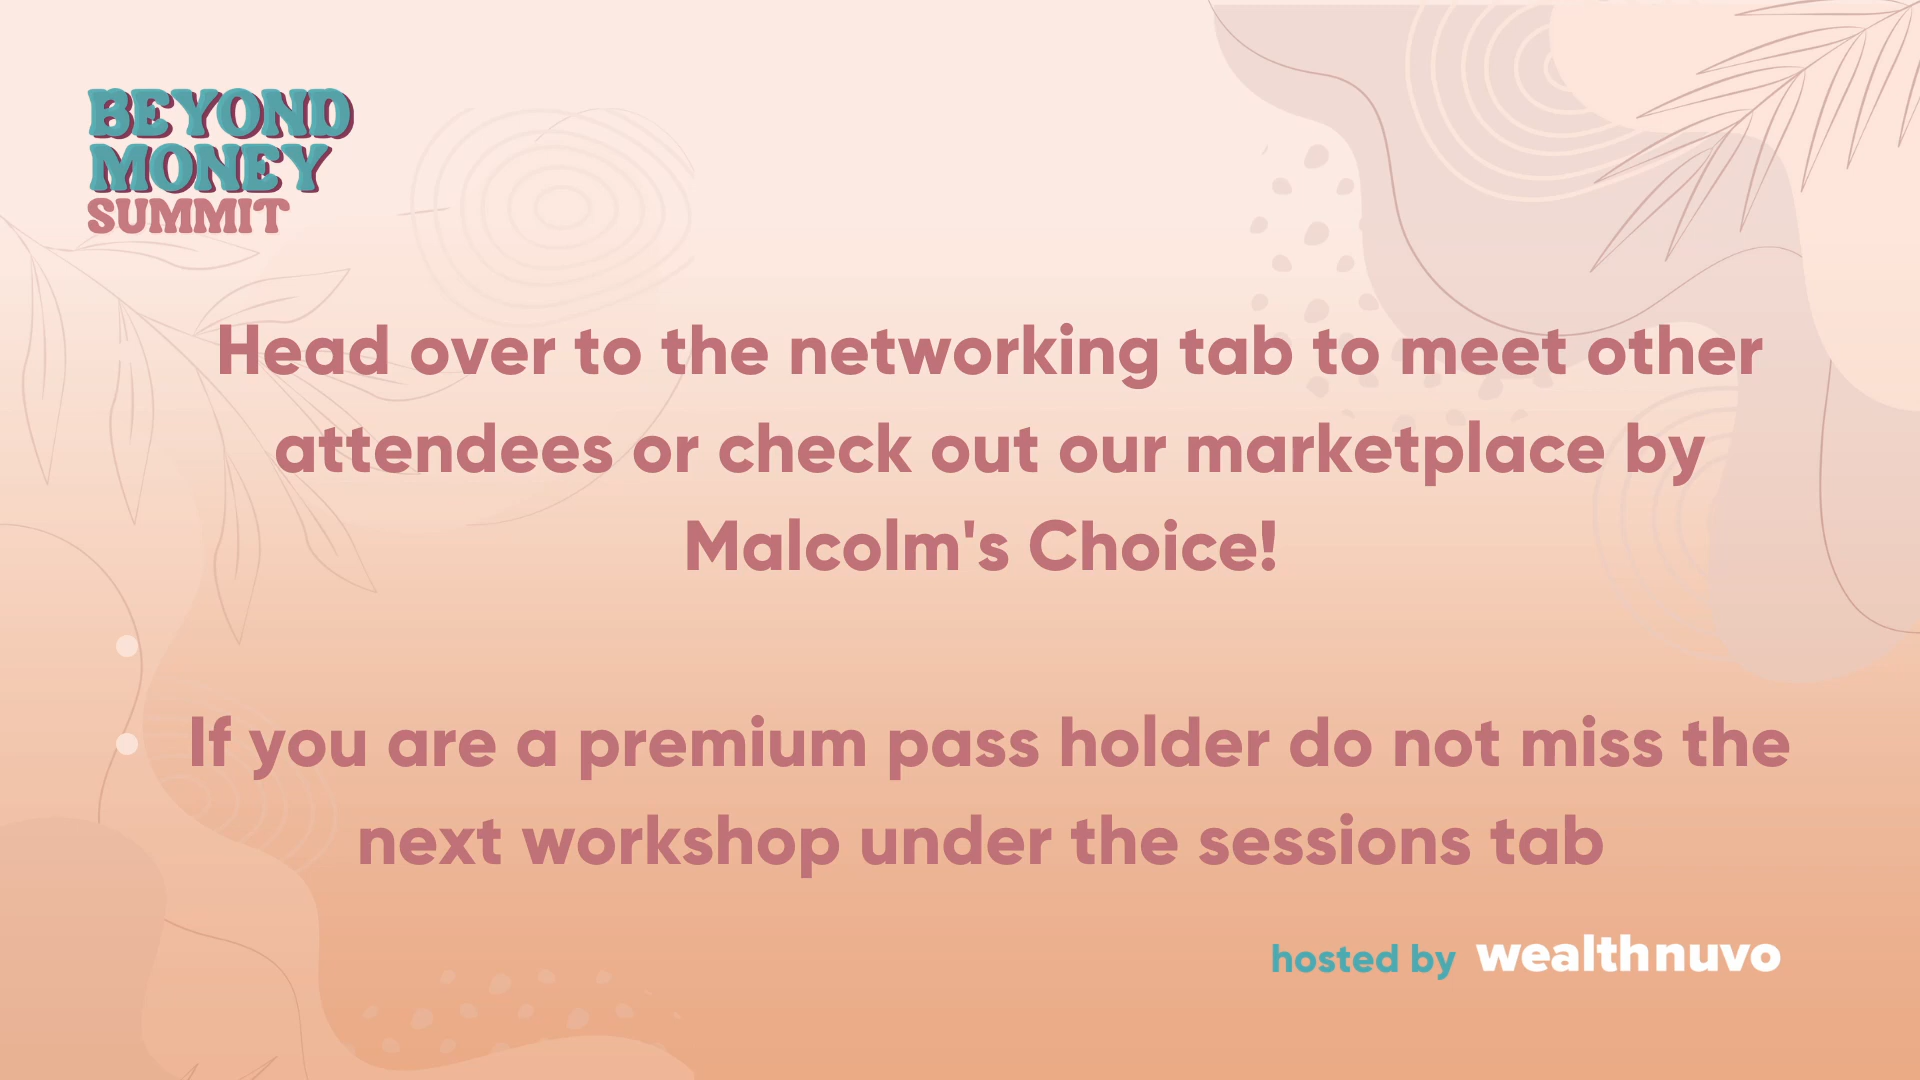 BEYOND
MONEY
SUMMIT
Head over to the networking tab to meet other
attendees or check out our marketplace by
Malcolm's Choice!
If you are a premium pass holder do not miss the
next workshop under the sessions tab
hosted by wealthnuvo